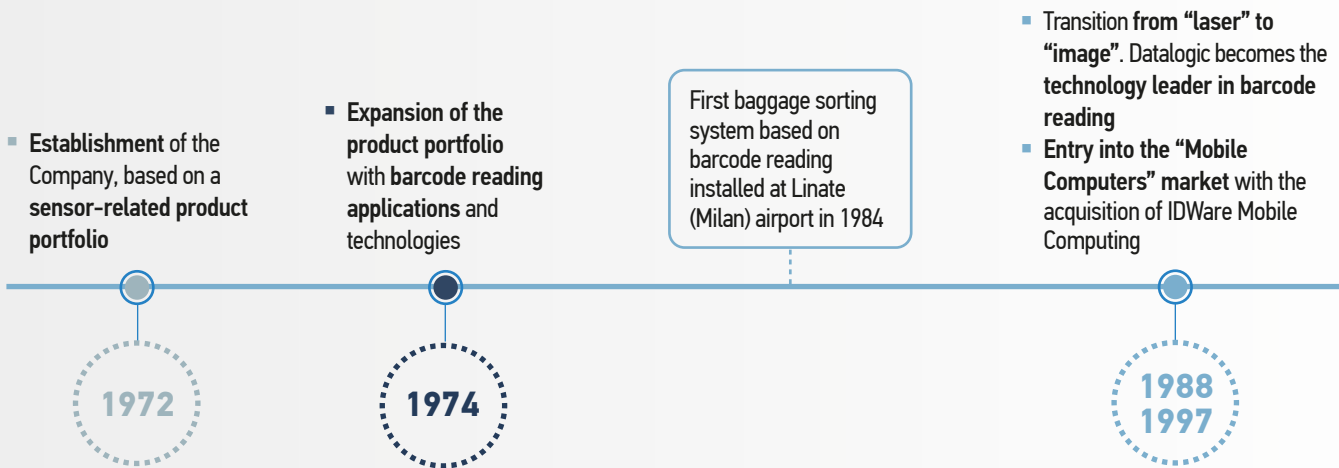 Establishment of the
Company, based on a
sensor-related product
portfolio
1972
Expansion of the
product portfolio
with barcode reading
applications and
technologies
1974
First baggage sorting
system based on
barcode reading
installed at Linate
(Milan) airport in 1984
Transition from “laser” to
“image”. Datalogic becomes the
technology leader in barcode
reading
Entry into the “Mobile
Computers” market with the
acquisition of IDWare Mobile
Computing
1988
1997